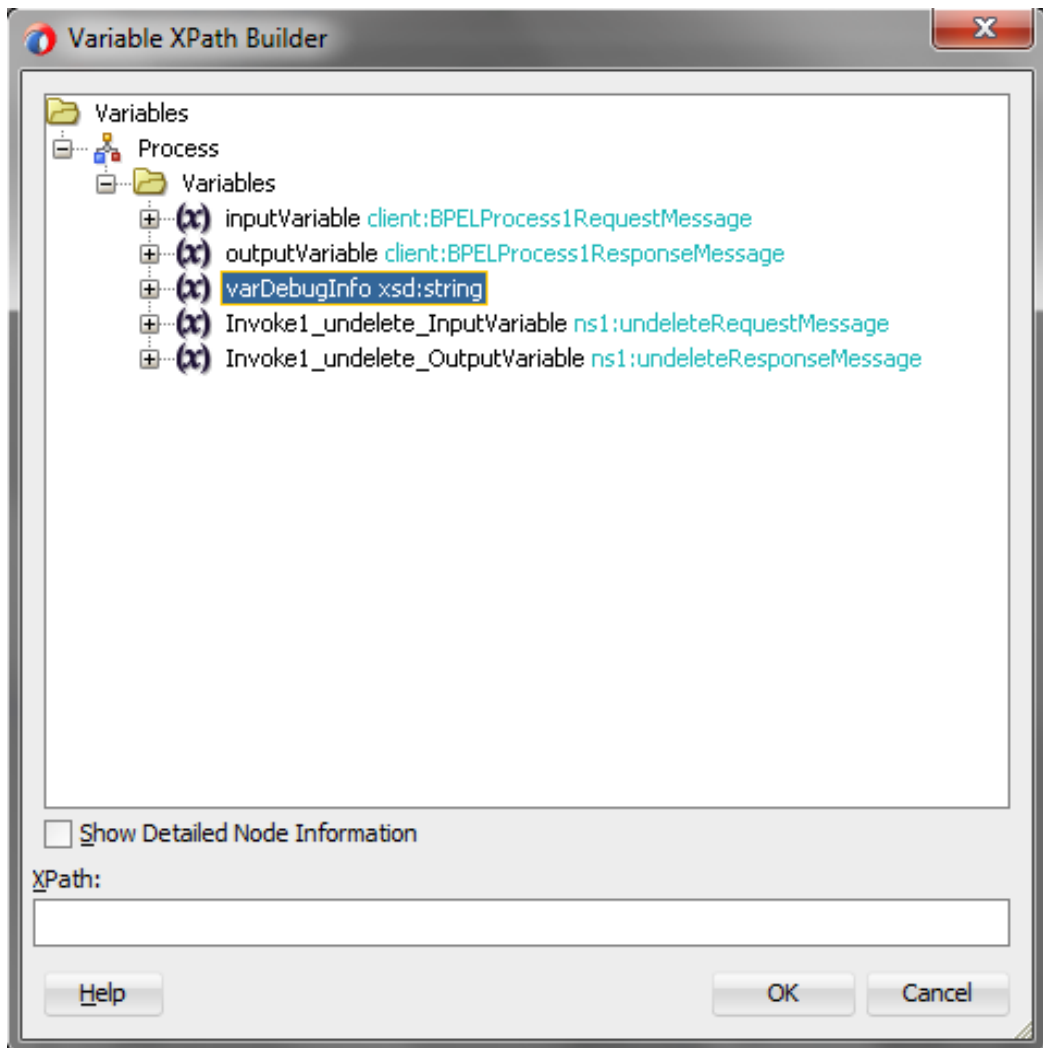 Variable XPath Builder
Variables
Process
Variables
(x) inputVariable client:BPELProcess1RequestMessage
(x) outputVariable client:BPELProcess1ResponseMessage
(x) varDebugInfo xsd:string
(x) Invoke1_undelete_InputVariable ns1:undeleteRequestMessage
(x) Invoke1_undelete_OutputVariable ns1:undeleteResponseMessage
Show Detailed Node Information
XPath:
Help OK Cancel